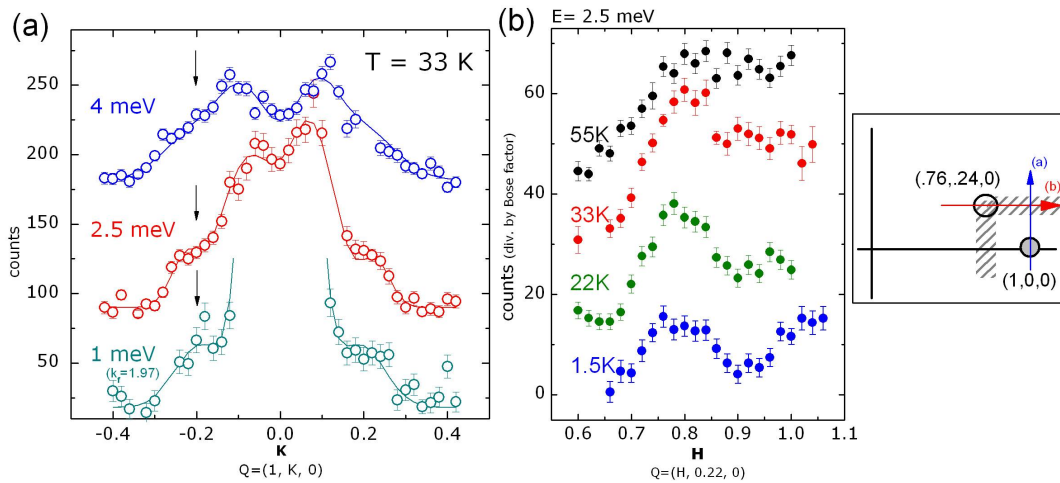 (a)
T = 33 K
4 meV
2.5 meV
1 meV
(kf=1.97)
counts
250
200
150
100
50
-0.4
-0.2
0.0
0.2
0.4
K
Q=(1, K, 0)
(b)
E= 2.5 meV
55K
33K
22K
1.5K
counts (div. by Bose factor)
60
40
20
0
0.6
0.7
0.8
0.9
1.0
1.1
H
Q=(H, 0.22, 0)
(.76,.24,0)
(a)
(b)
(1,0,0)